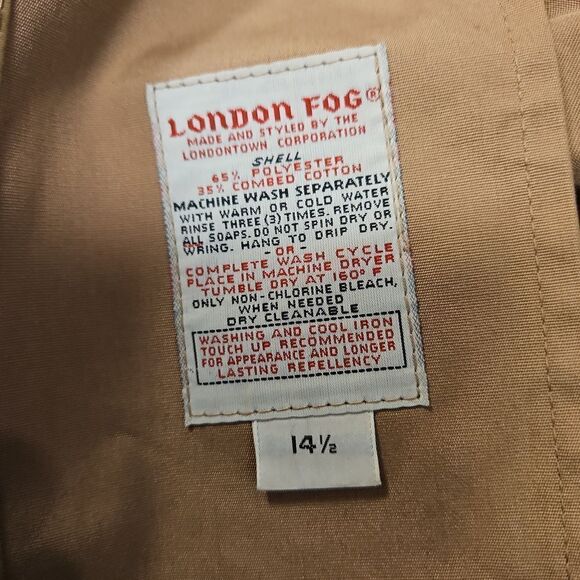 LONDON FOG®
MADE AND STYLED BY THE
LONDONTOWN CORPORATION
SHELL
65% POLYESTER
35% COMBED COTTON
MACHINE WASH SEPARATELY
WITH WARM OR COLD WATER
RINSE THREE (3) TIMES. REMOVE
ALL SOAPS. DO NOT SPIN DRY OR
WRING. HANG TO DRIP DRY.
-OR-
COMPLETE WASH CYCLE
PLACE IN MACHINE DRYER
TUMBLE DRY AT 160° F
ONLY NON-CHLORINE BLEACH,
WHEN NEEDED
DRY CLEANABLE
WASHING AND COOL IRON
TOUCH UP RECOMMENDED
FOR APPEARANCE AND LONGER
LASTING REPELLENCY
14½